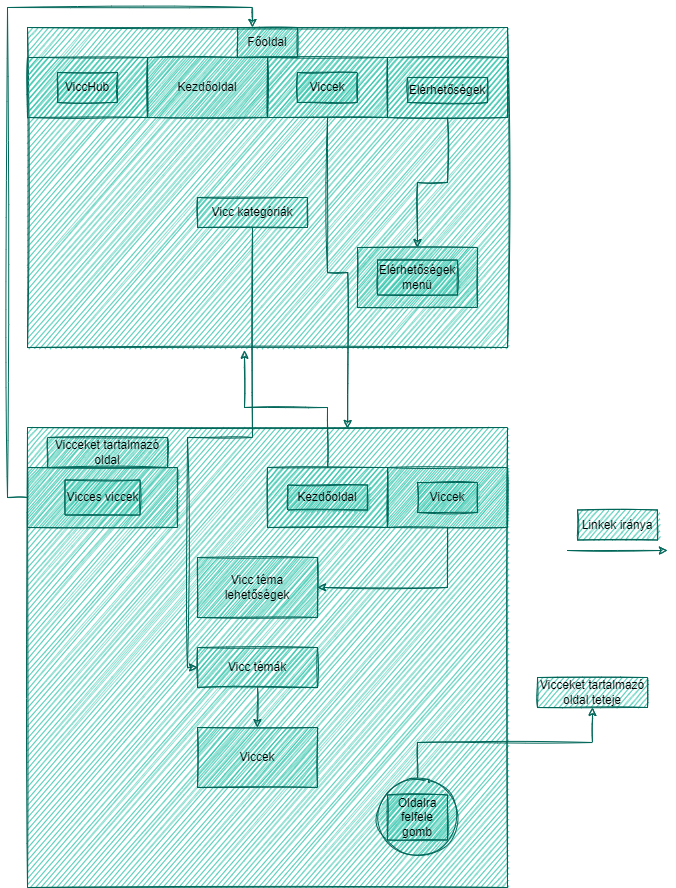 Főoldal
ViccHub
Kezdőoldal
Viccek
Elérhetőségek
Vicc kategóriák
Elérhetőségek
menü
Vicceket tartalmazó
oldal
Vicces viccek
Kezdőoldal
Viccek
Linkek iránya
Vicc téma
lehetőségek
Vicc témák
Vicceket tartalmazó
oldal teteje
Viccek
Oldalra
felfele
gomb